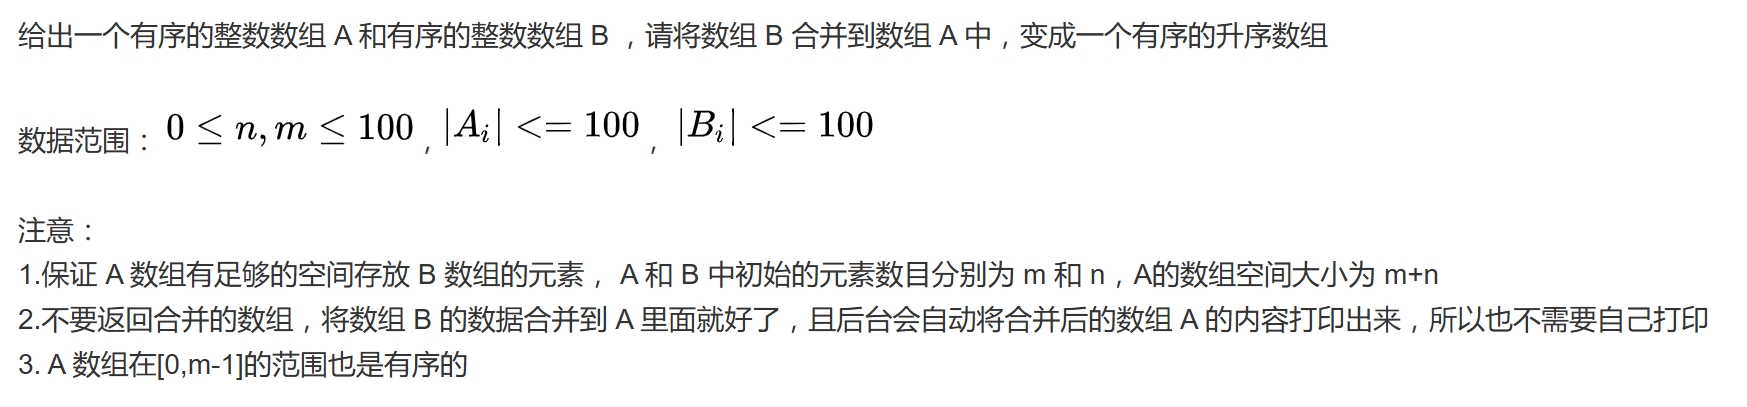 给出一个有序的整数数组 A 和有序的整数数组 B ，请将数组 B 合并到数组 A 中，变成一个有序的升序数组
数据范围： 0 ≤ n, m ≤ 100 , |A_i| <= 100 , |B_i| <= 100
注意：
1.保证 A 数组有足够的空间存放 B 数组的元素， A 和 B 中初始的元素数目分别为 m 和 n，A的数组空间大小为 m+n
2.不要返回合并的数组，将数组 B 的数据合并到 A 里面就好了，且后台会自动将合并后的数组 A 的内容打印出来，所以也不需要自己打印
3. A 数组在[0,m-1]的范围也是有序的